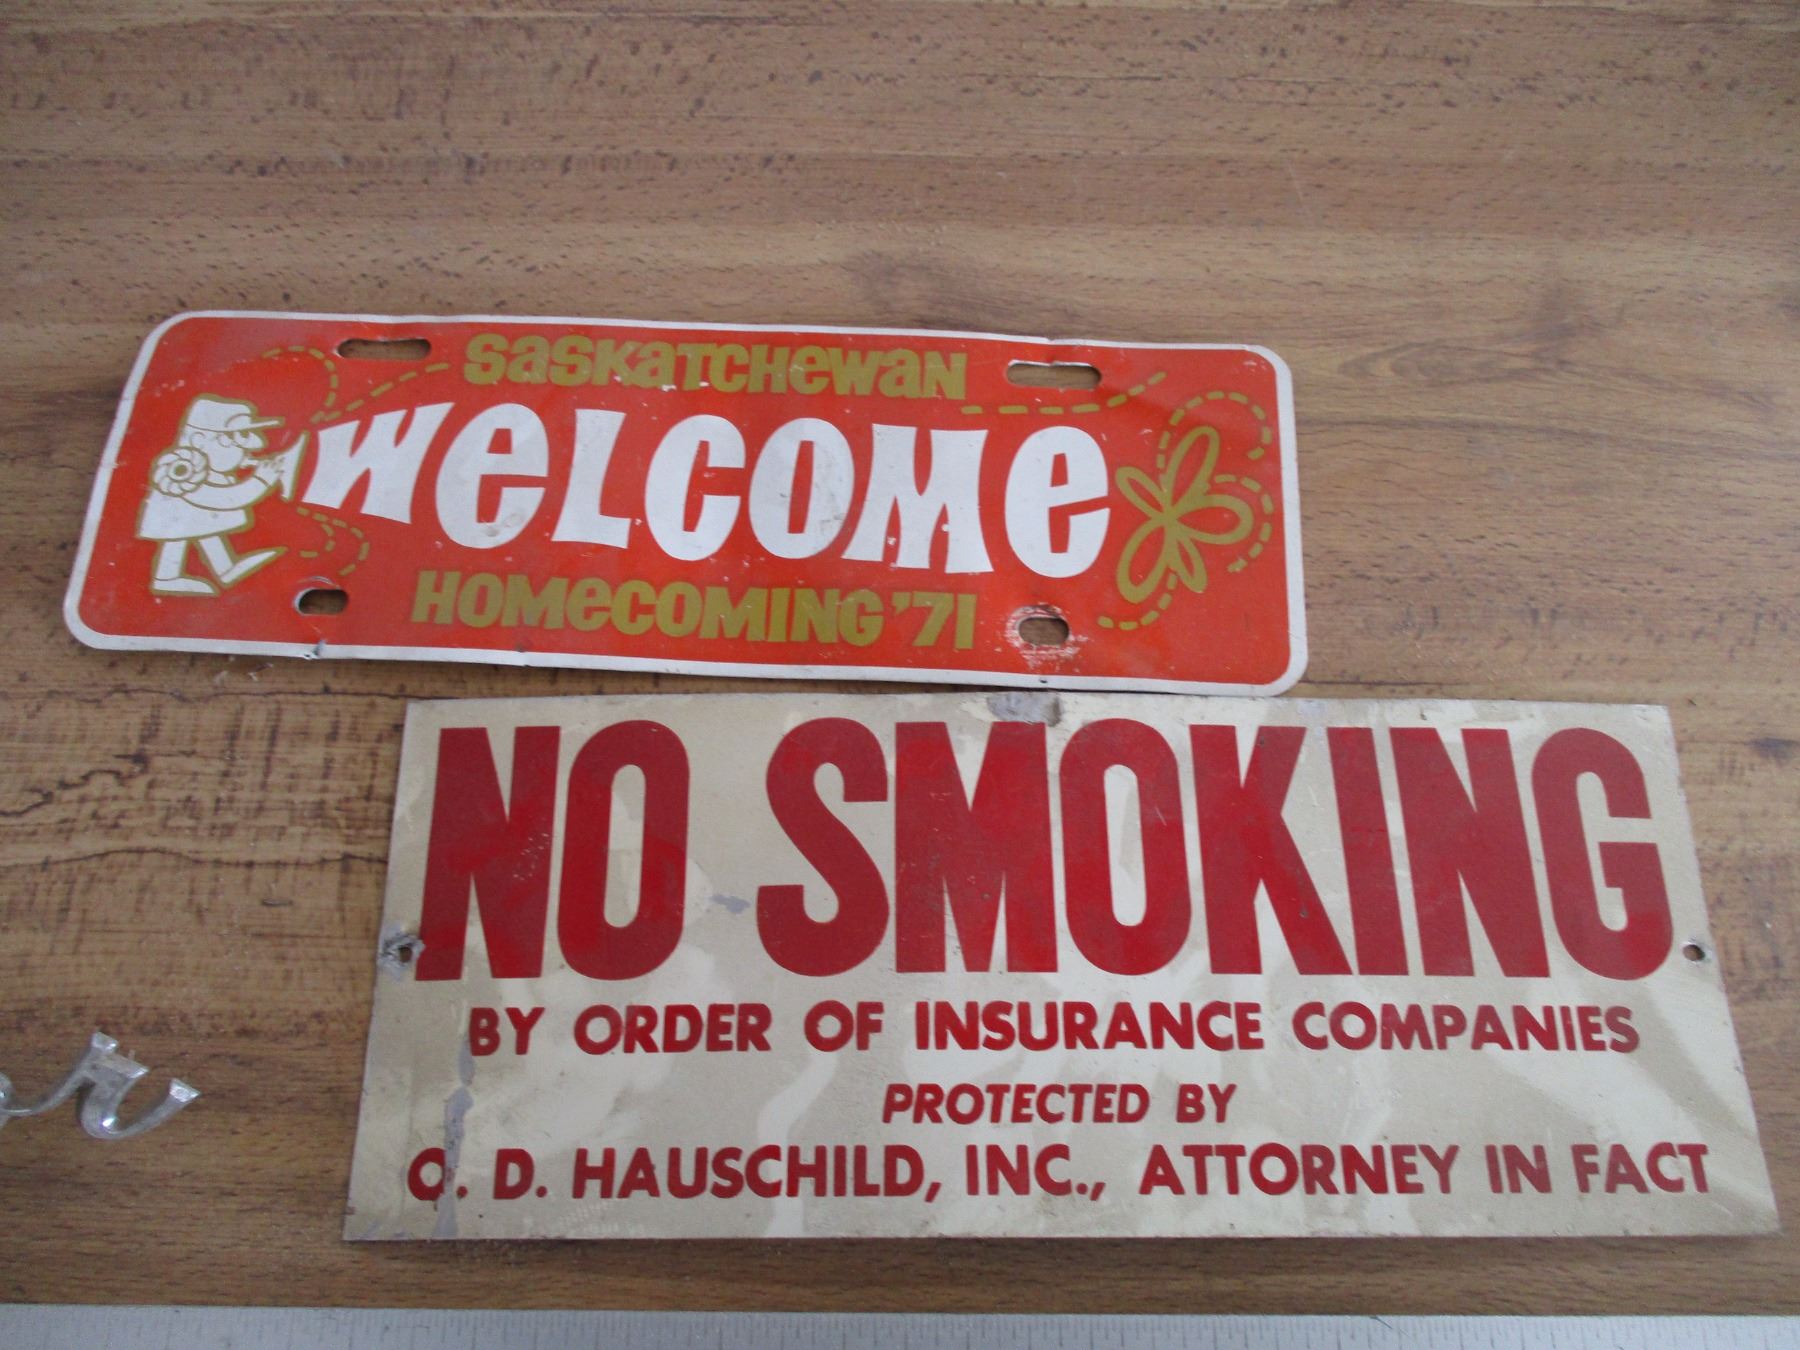 SASKATCHEWAN
WELCOME
HOMECOMING '71
NO SMOKING
BY ORDER OF INSURANCE COMPANIES
PROTECTED BY
O. D. HAUSCHILD, INC., ATTORNEY IN FACT